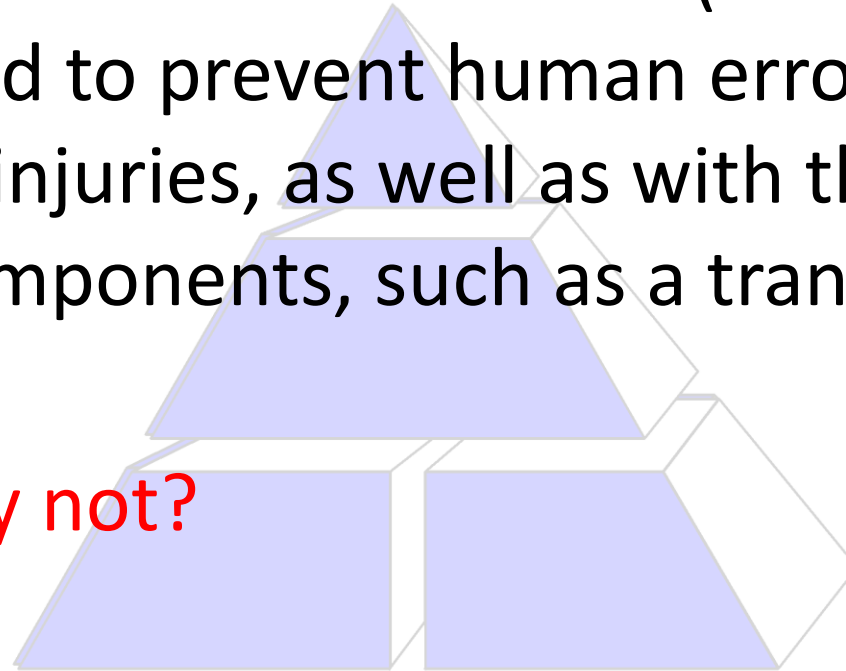 (
d to prevent human erro
injuries, as well as with th
mponents, such as a tran
y not?